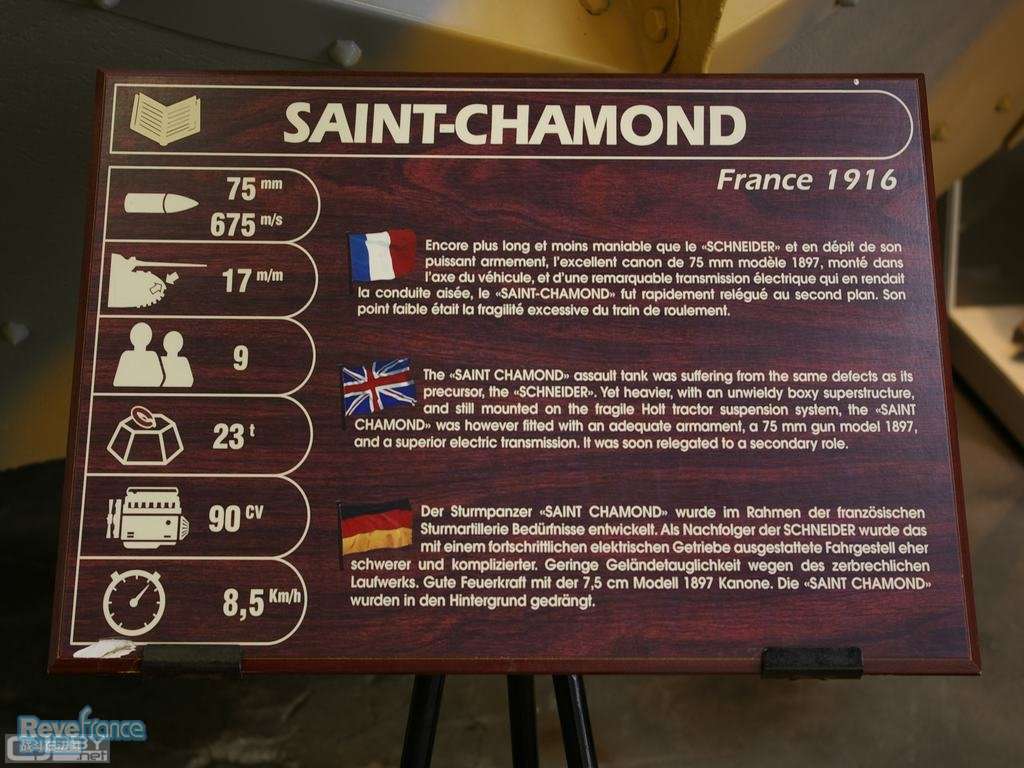 SAINT-CHAMOND
France 1916
75 mm
675 m/s
17 m/m
9
23 t
90 CV
8,5 Km/h
Encore plus long et moins maniable que le «SCHNEIDER» et en dépit de son
puissant armement, l'excellent canon de 75 mm modèle 1897, monté dans
l'axe du véhicule, et d'une remarquable transmission électrique qui en rendait
la conduite aisée, le «SAINT-CHAMOND» fut rapidement relégué au second plan. Son
point faible était la fragilité excessive du train de roulement.
The «SAINT CHAMOND» assault tank was suffering from the same defects as its
precursor, the «SCHNEIDER». Yet heavier, with an unwieldy boxy superstructure,
and still mounted on the fragile Holt tractor suspension system, the «SAINT
CHAMOND» was however fitted with an adequate armament, a 75 mm gun model 1897,
and a superior electric transmission. It was soon relegated to a secondary role.
Der Sturmpanzer «SAINT CHAMOND» wurde im Rahmen der französischen
Sturmartillerie Bedürfnisse entwickelt. Als Nachfolger der SCHNEIDER wurde das
mit einem fortschrittlichen elektrischen Getriebe ausgestattete Fahrgestell eher
schwerer und komplizierter. Geringe Geländetauglichkeit wegen des zerbrechlichen
Laufwerks. Gute Feuerkraft mit der 7,5 cm Modell 1897 Kanone. Die «SAINT CHAMOND»
wurden in den Hintergrund gedrängt.
Revefrance
.net